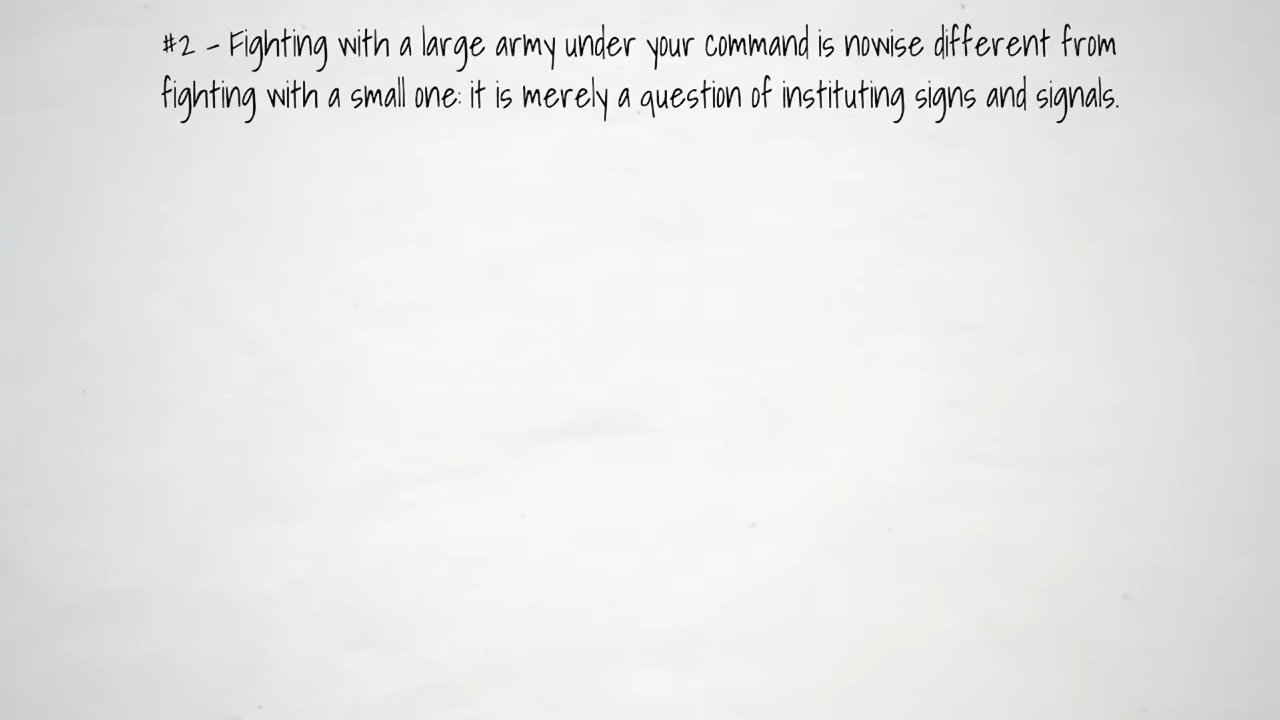 #2 - Fighting with a large army under your command is nowise different from
fighting with a small one: it is merely a question of instituting signs and signals.